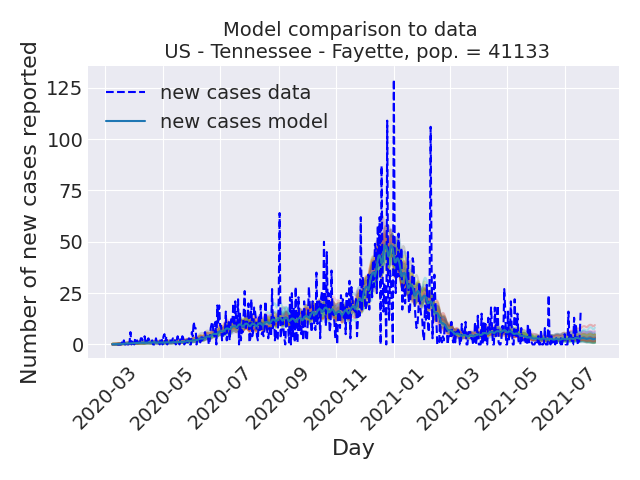 Model comparison to data
US - Tennessee - Fayette, pop. = 41133
Number of new cases reported
125
100
75
50
25
0
new cases data
new cases model
2020-03
2020-05
2020-07
2020-09
2020-11
2021-01
2021-03
2021-05
2021-07
Day